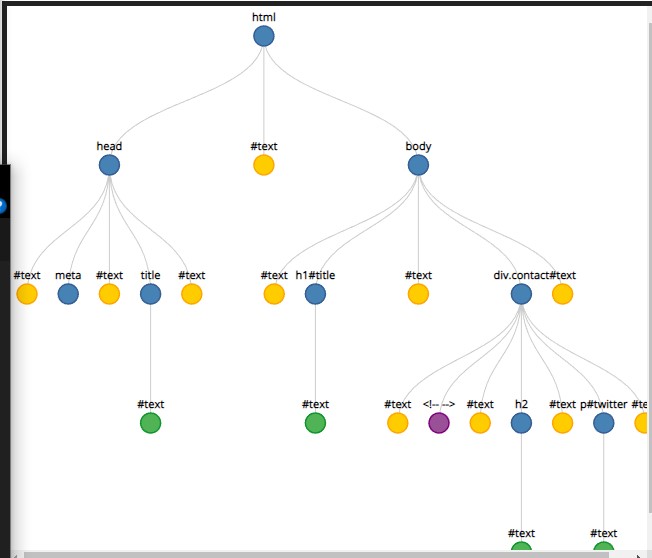 html
head #text body
#text meta #text title #text #text h1#title #text div.contact #text
#text #text #text <!-- --> #text h2 #text p#twitter #te
#text #text